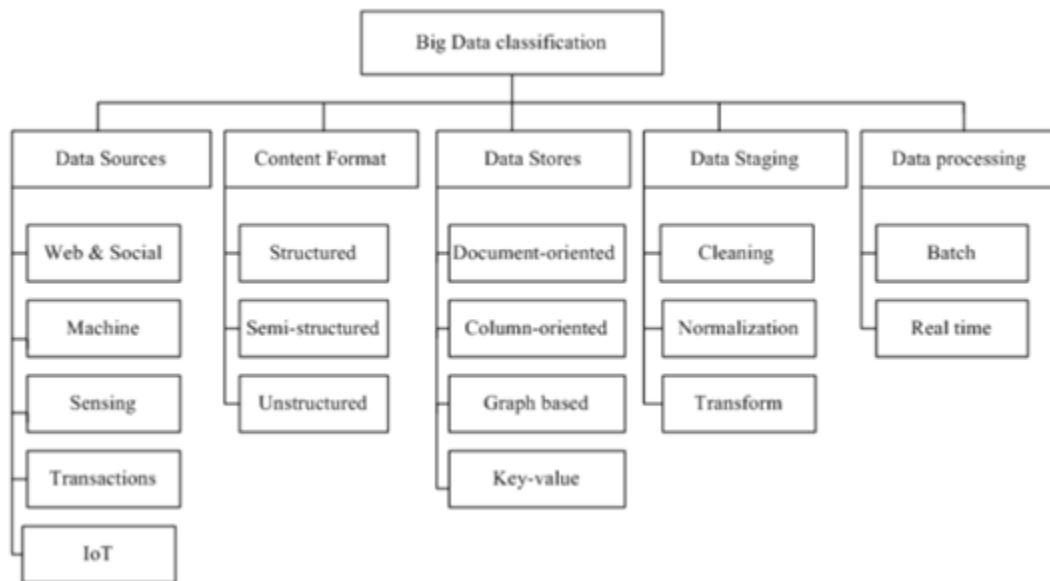 Big Data classification
Data Sources
Content Format
Data Stores
Data Staging
Data processing
Web & Social
Structured
Document-oriented
Cleaning
Batch
Machine
Semi-structured
Column-oriented
Normalization
Real time
Sensing
Unstructured
Graph based
Transform
Transactions
Key-value
IoT